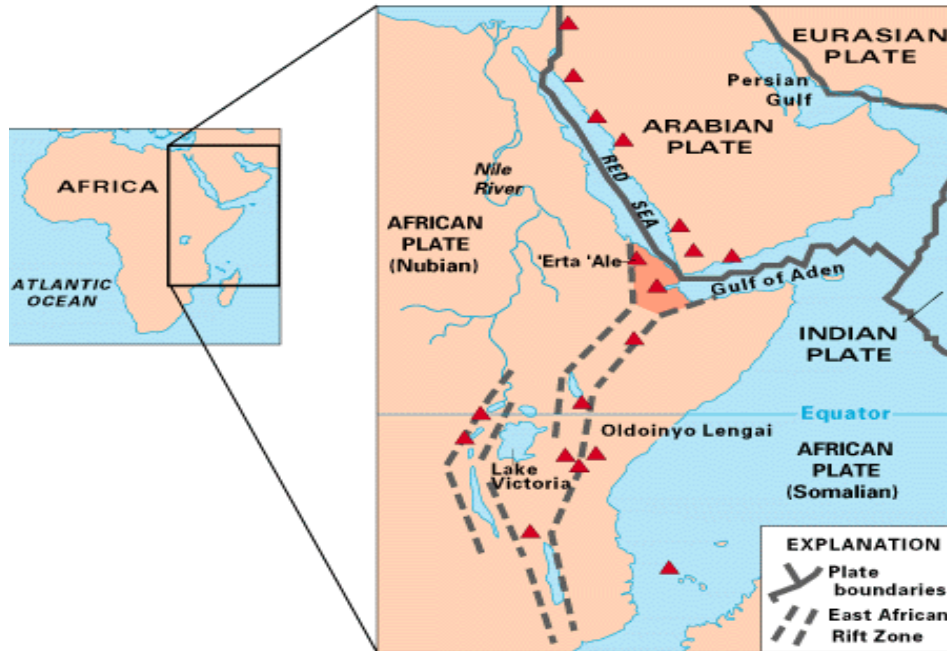 AFRICA
ATLANTIC
OCEAN
EURASIAN
PLATE
Persian
Gulf
ARABIAN
PLATE
Nile
River
RED
SEA
AFRICAN
PLATE
(Nubian)
'Erta 'Ale
Gulf of Aden
INDIAN
PLATE
Equator
Oldoinyo Lengai
Lake
Victoria
AFRICAN
PLATE
(Somalian)
EXPLANATION
Plate
boundaries
East African
Rift Zone